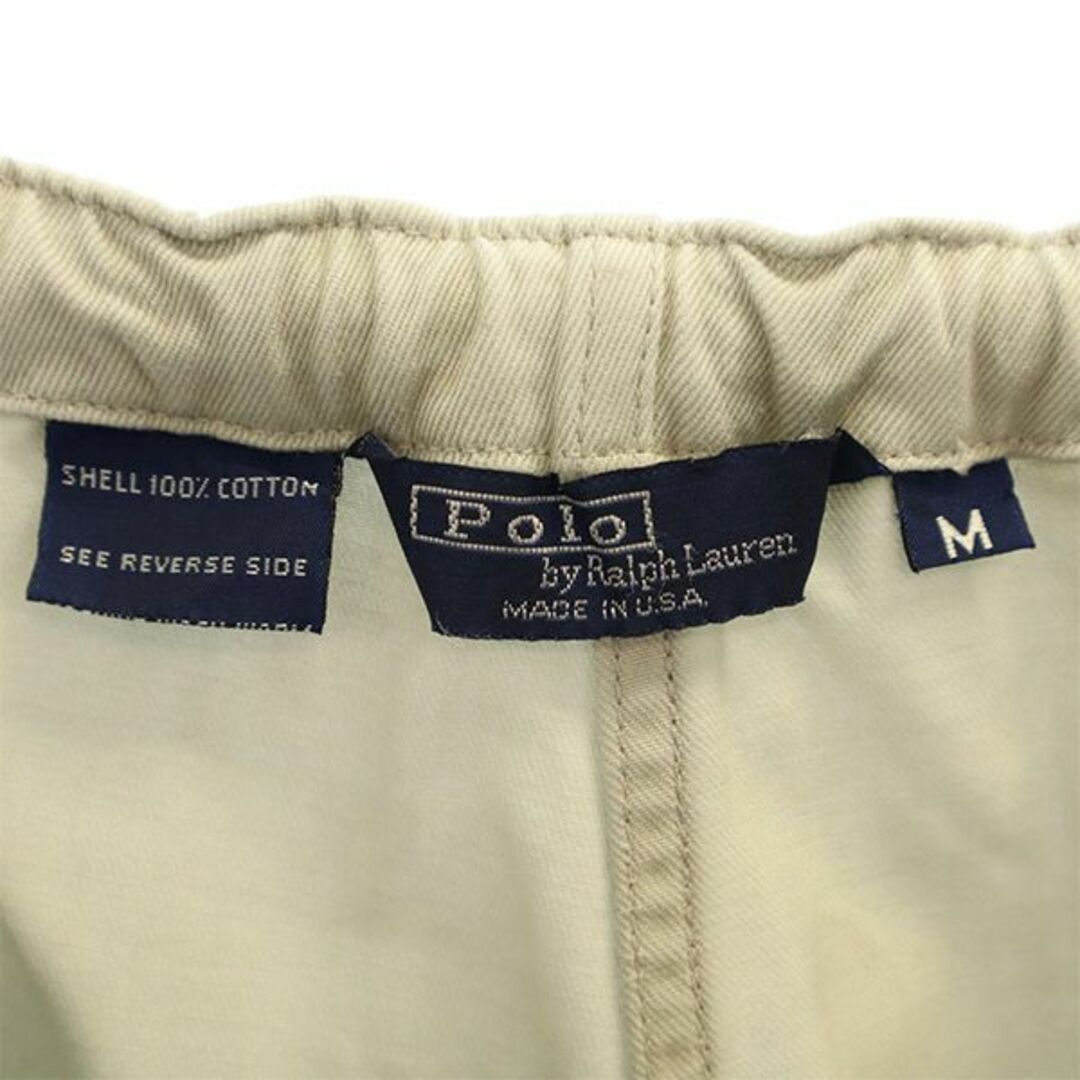 SHELL 100% COTTON
SEE REVERSE SIDE
Polo
by Ralph Lauren
MADE IN U.S.A.
M